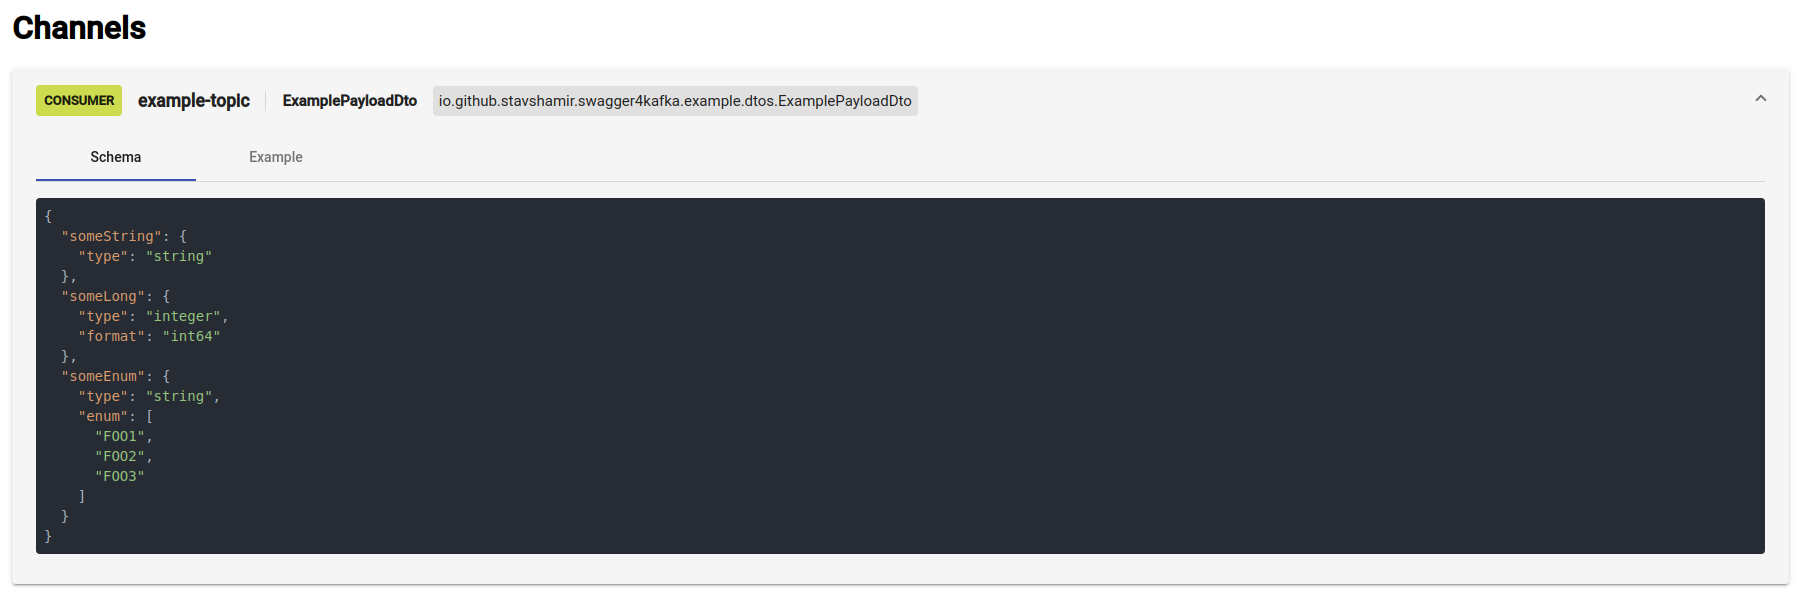 Channels
CONSUMER example-topic ExamplePayloadDto io.github.stavshamir.swagger4kafka.example.dtos.ExamplePayloadDto
Schema Example
{
  "someString": {
    "type": "string"
  },
  "someLong": {
    "type": "integer",
    "format": "int64"
  },
  "someEnum": {
    "type": "string",
    "enum": [
      "FOO1",
      "FOO2",
      "FOO3"
    ]
  }
}